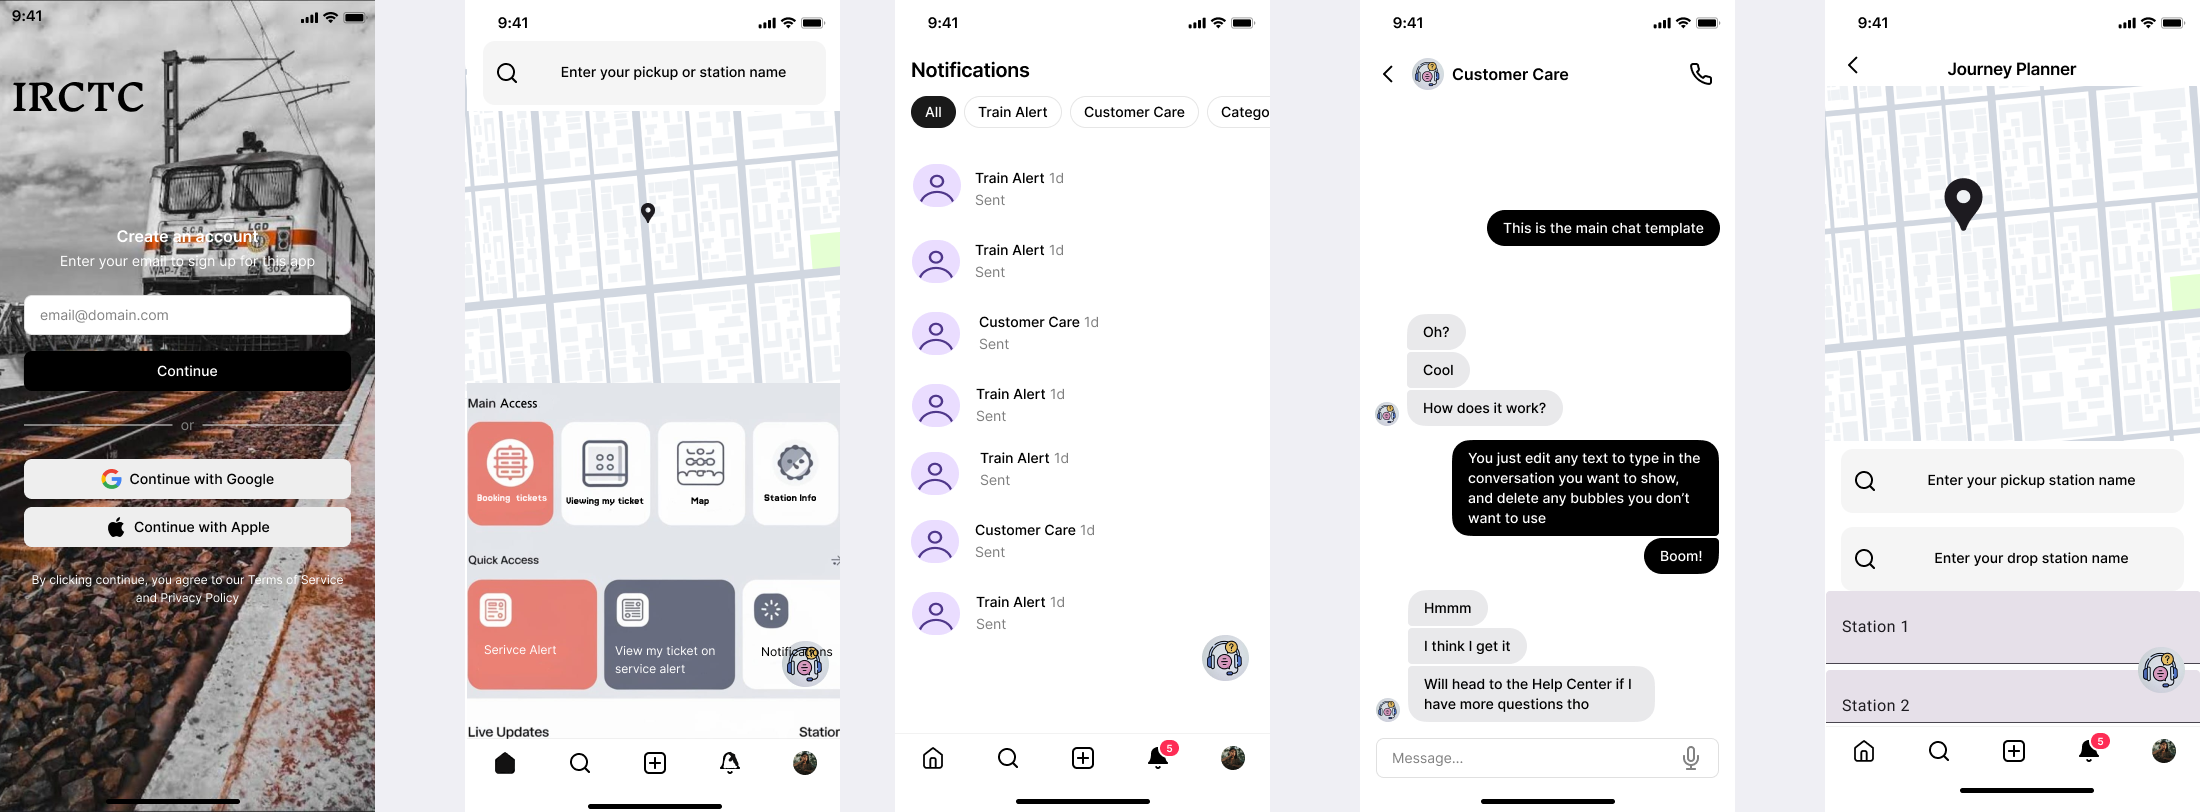 9:41
IRCTC
S.C.R
LGD
WAP-7
30277
Create an account
Enter your email to sign up for this app
email@domain.com
Continue
or
Continue with Google
Continue with Apple
By clicking continue, you agree to our Terms of Service
and Privacy Policy
9:41
Enter your pickup or station name
Main Access
Booking tickets
Viewing my ticket
Map
Station Info
Quick Access
Serivce Alert
View my ticket on
service alert
Notifications
Live Updates
Station
9:41
Notifications
All
Train Alert
Customer Care
Catego
Train Alert 1d
Sent
Train Alert 1d
Sent
Customer Care 1d
Sent
Train Alert 1d
Sent
Train Alert 1d
Sent
Customer Care 1d
Sent
Train Alert 1d
Sent
5
9:41
Customer Care
This is the main chat template
Oh?
Cool
How does it work?
You just edit any text to type in the
conversation you want to show,
and delete any bubbles you don’t
want to use
Boom!
Hmmm
I think I get it
Will head to the Help Center if I
have more questions tho
Message...
9:41
Journey Planner
Enter your pickup station name
Enter your drop station name
Station 1
Station 2
5